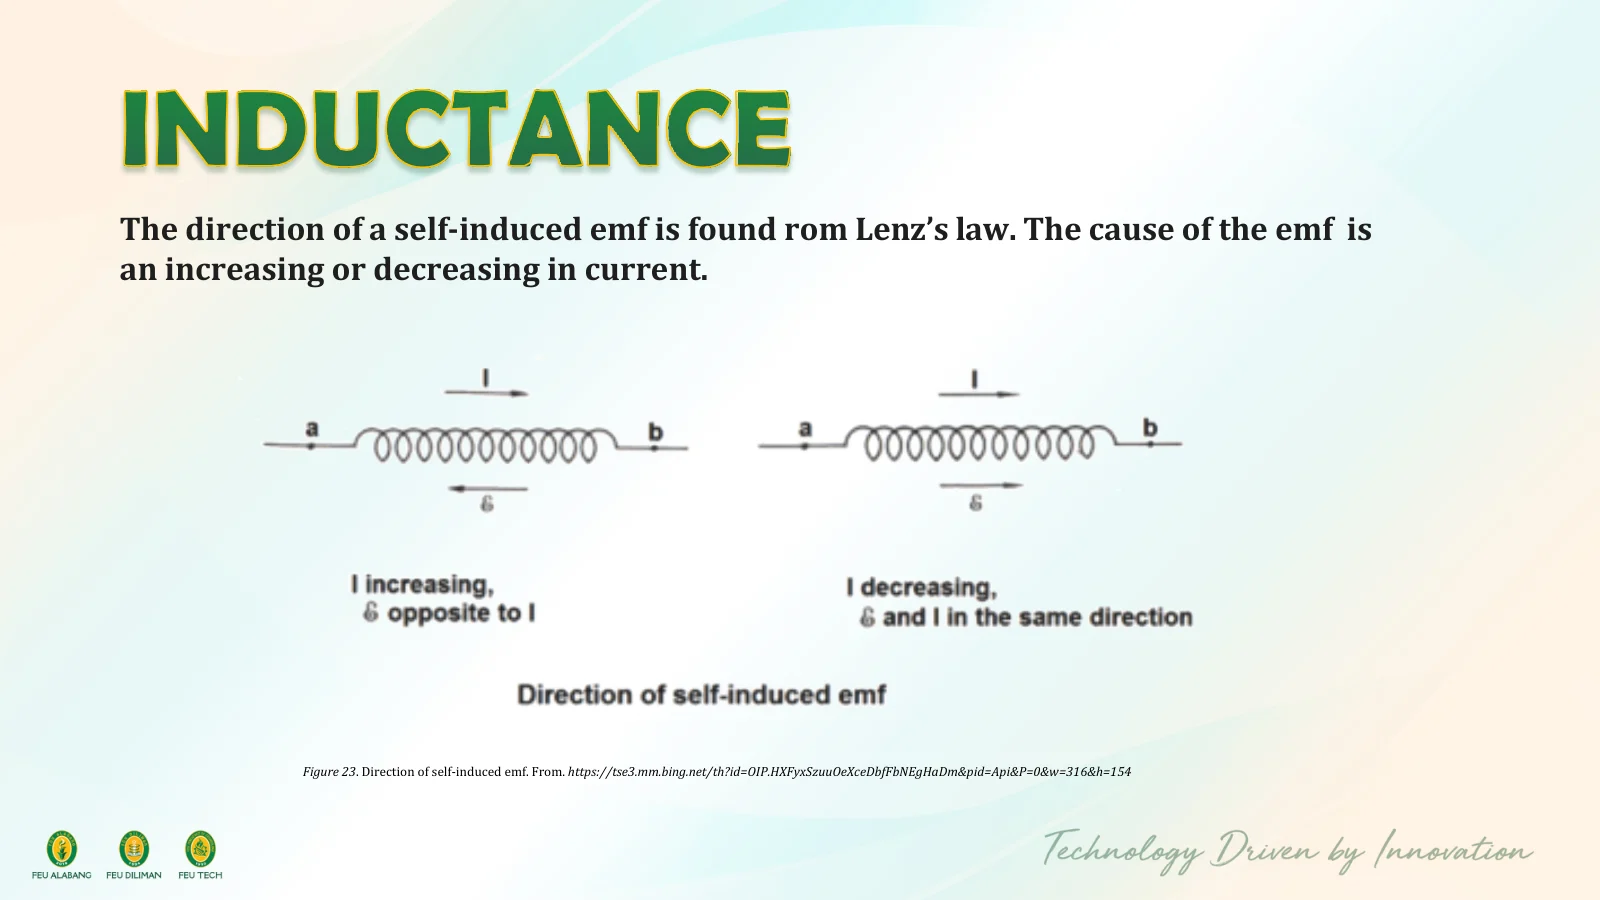 INDUCTANCE
The direction of a self-induced emf is found rom Lenz’s law. The cause of the emf  is
an increasing or decreasing in current.
I
I
a
b
a
b
ℰ
ℰ
I increasing,
ℰ opposite to I
I decreasing,
ℰ and I in the same direction
Direction of self-induced emf
Figure 23. Direction of self-induced emf. From. https://tse3.mm.bing.net/th?id=OIP.HXFyxSzuuOeXceDbfFbNEgHaDm&pid=Api&P=0&w=316&h=154
FEU ALABANG
FEU DILIMAN
FEU TECH
Technology Driven by Innovation